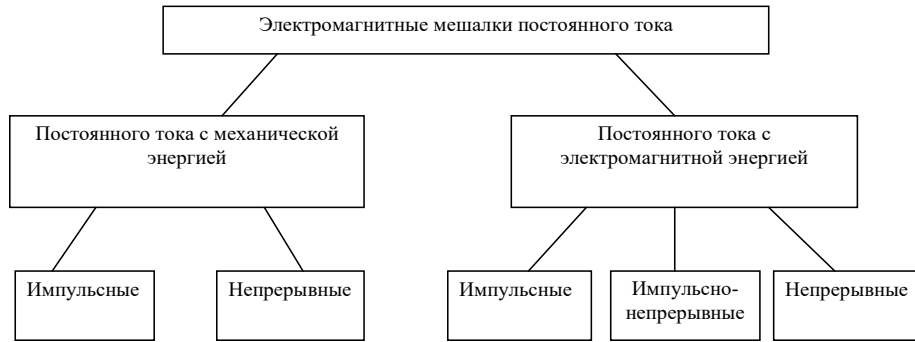 Электромагнитные мешалки постоянного тока
Постоянного тока с механической
энергией
Постоянного тока с
электромагнитной энергией
Импульсные
Непрерывные
Импульсные
Импульсно-
непрерывные
Непрерывные